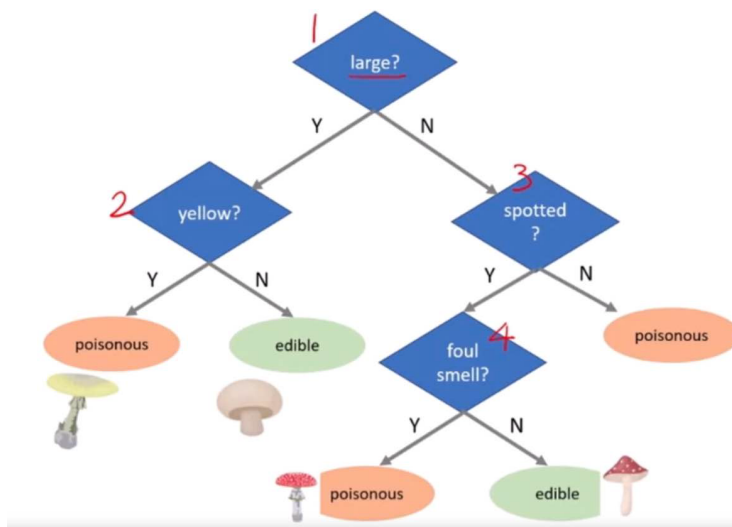 1
large?
Y
N
2
yellow?
3
spotted
?
Y
N
Y
N
poisonous
edible
4
foul
smell?
poisonous
Y
N
poisonous
edible